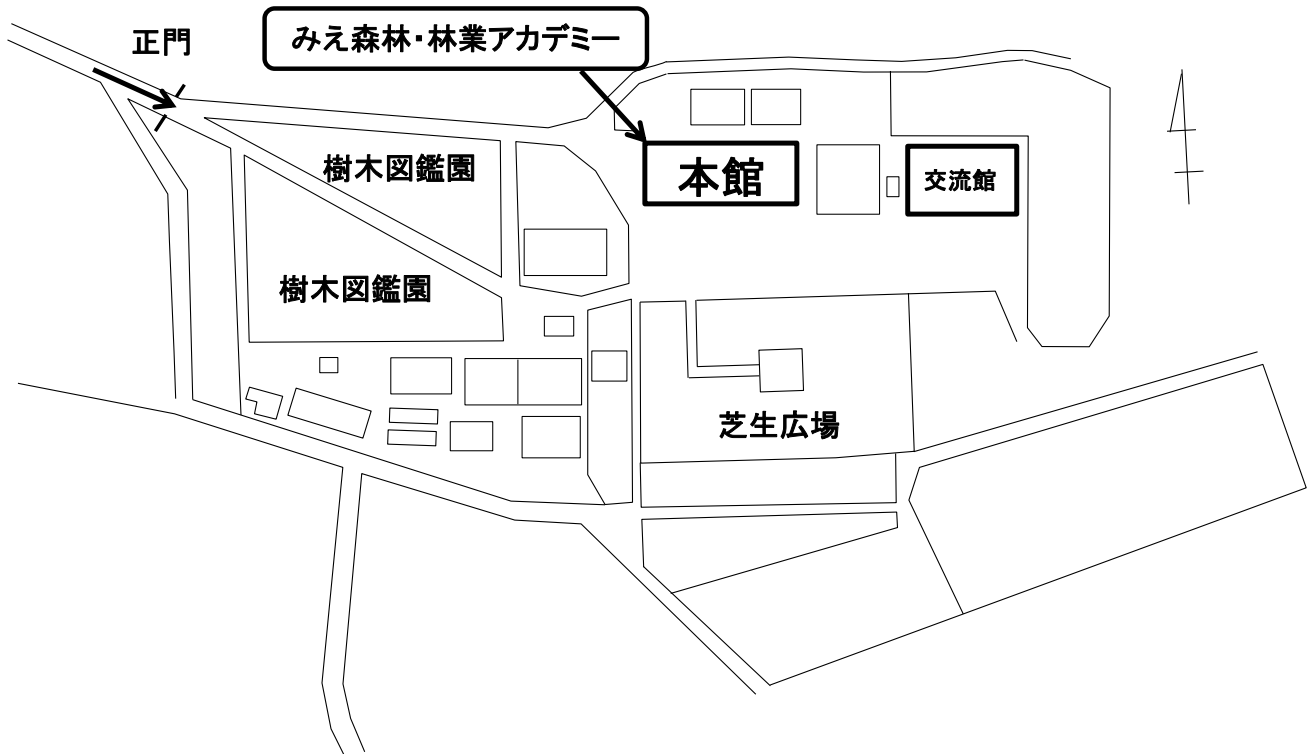 正門
みえ森林・林業アカデミー
樹木図鑑園
本館
交流館
樹木図鑑園
芝生広場